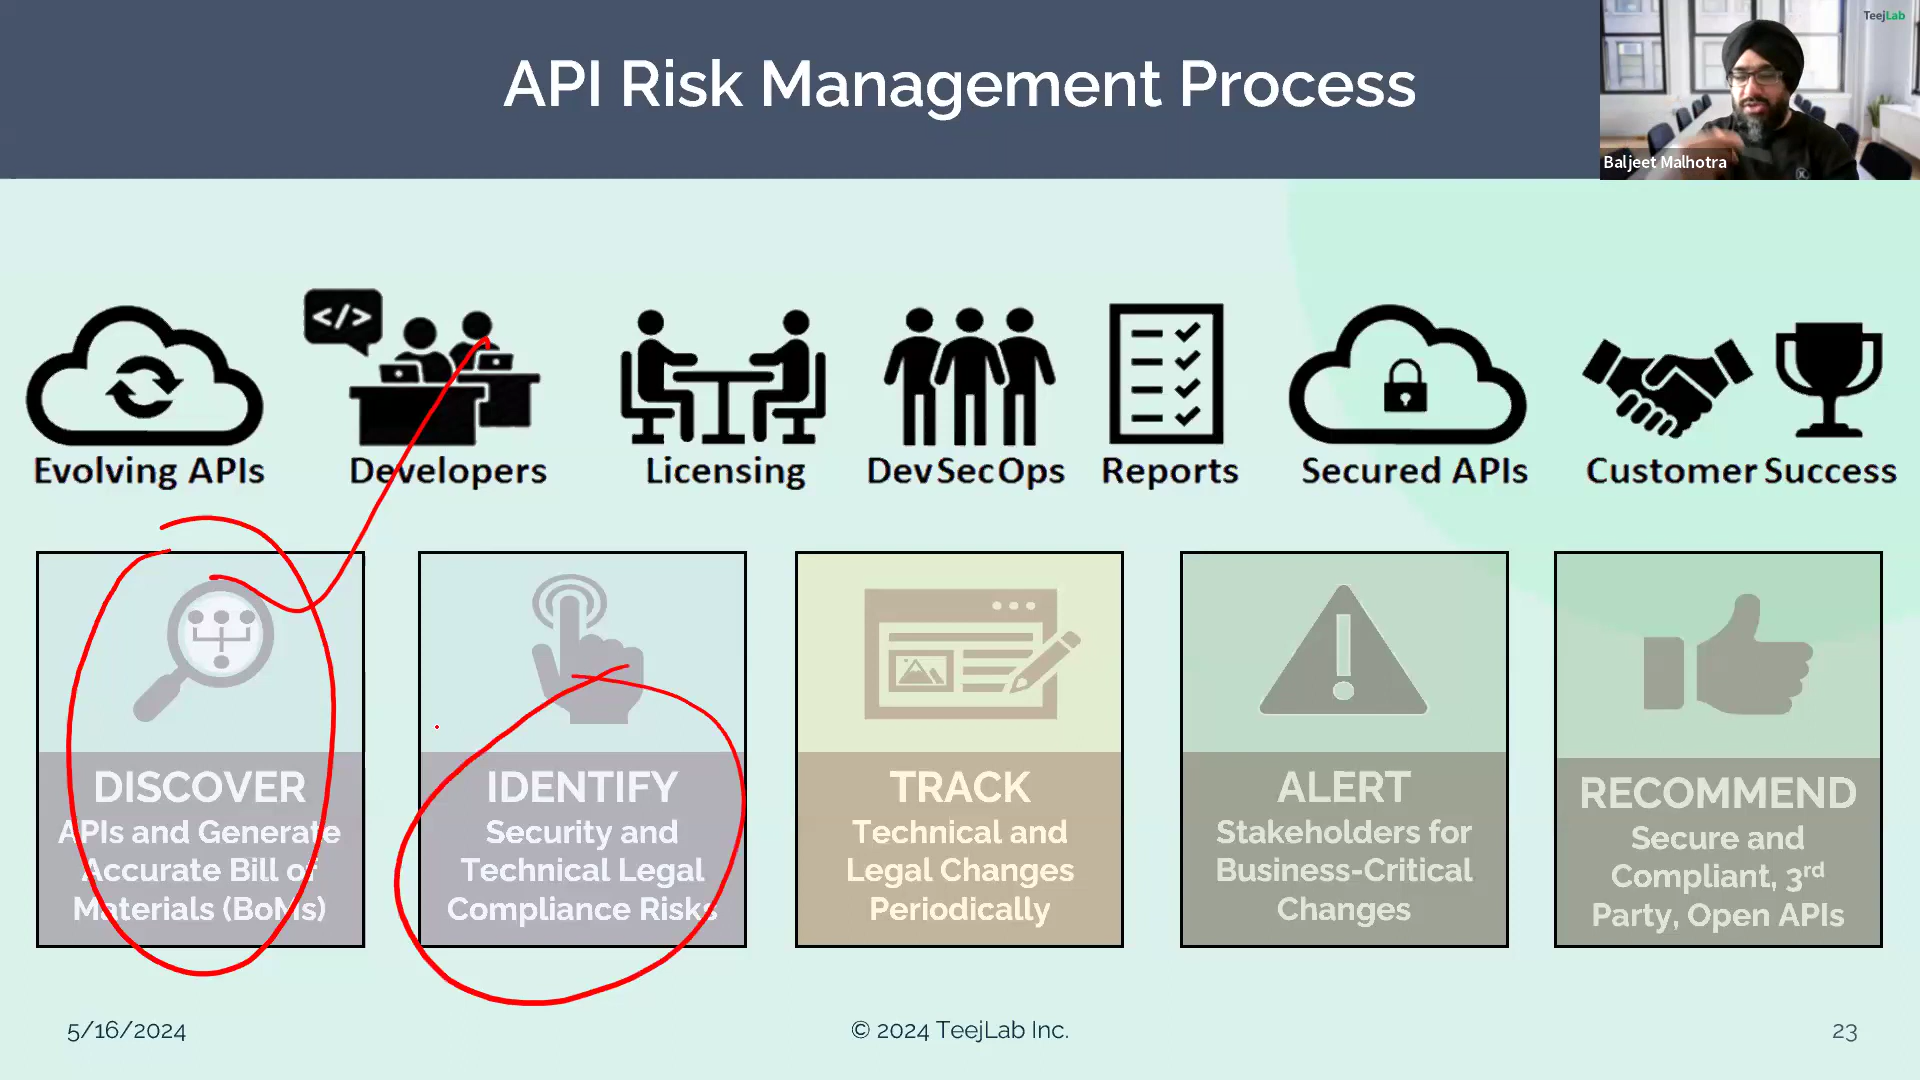 API Risk Management Process
TeejLab
Baljeet Malhotra
</>
Evolving APIs
Developers
Licensing
DevSecOps
Reports
Secured APIs
Customer Success
DISCOVER
APIs and Generate
Accurate Bill of
Materials (BoMs)
IDENTIFY
Security and
Technical Legal
Compliance Risks
TRACK
Technical and
Legal Changes
Periodically
ALERT
Stakeholders for
Business-Critical
Changes
RECOMMEND
Secure and
Compliant, 3rd
Party, Open APIs
5/16/2024
© 2024 TeejLab Inc.
23